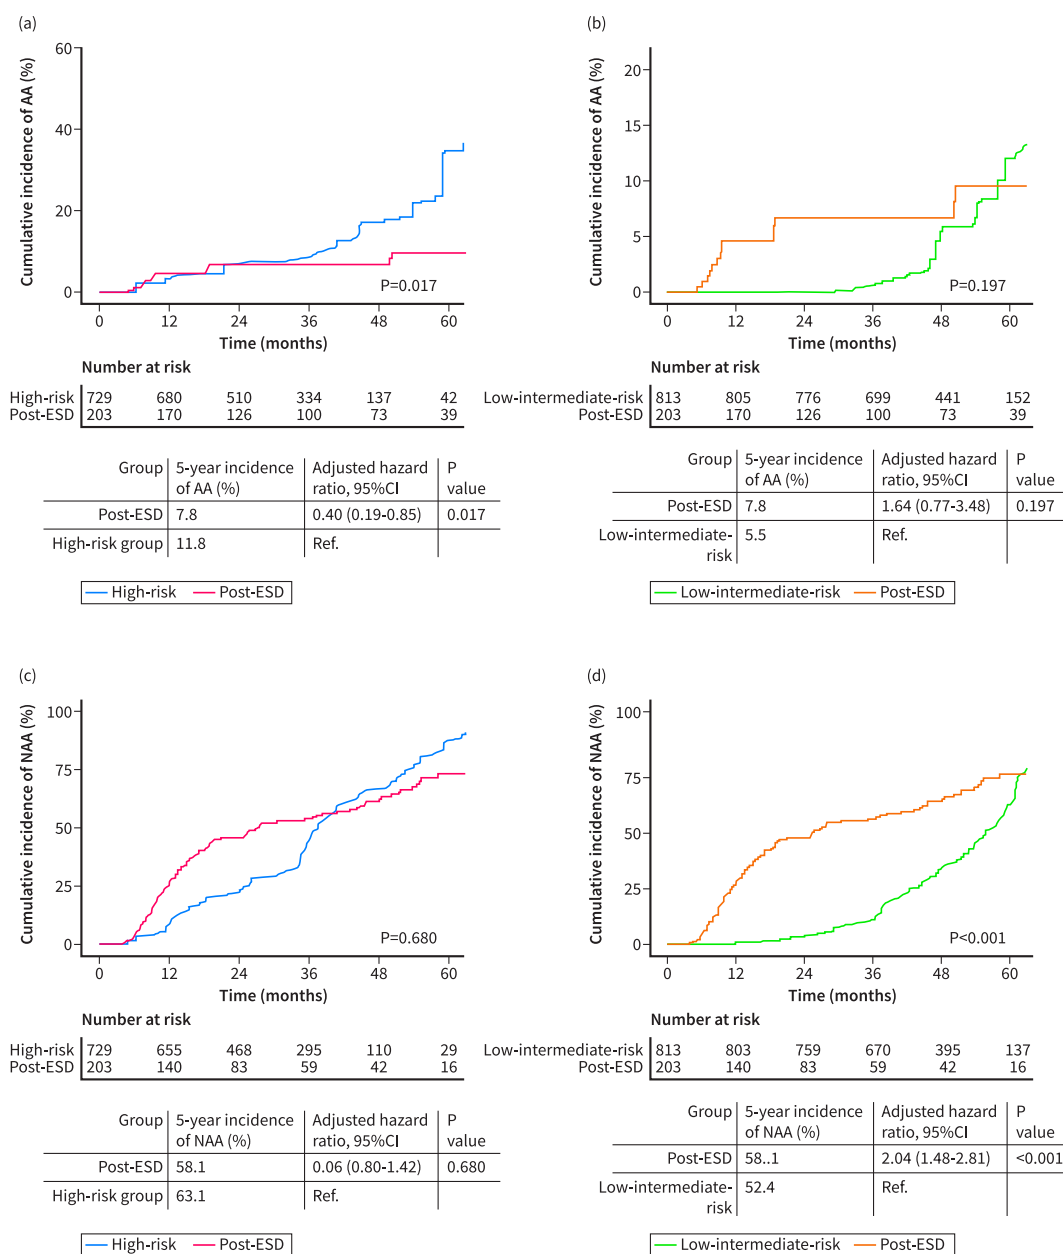 (a)
Cumulative incidence of AA (%)
60
40
20
0
P=0.017
0 12 24 36 48 60
Time (months)
Number at risk
High-risk 729 680 510 334 137 42
Post-ESD 203 170 126 100 73 39
Group 5-year incidence of AA (%) Adjusted hazard ratio, 95%CI P value
Post-ESD 7.8 0.40 (0.19-0.85) 0.017
High-risk group 11.8 Ref.
High-risk Post-ESD
(b)
Cumulative incidence of AA (%)
20
15
10
5
0
P=0.197
0 12 24 36 48 60
Time (months)
Number at risk
Low-intermediate-risk 813 805 776 699 441 152
Post-ESD 203 170 126 100 73 39
Group 5-year incidence of AA (%) Adjusted hazard ratio, 95%CI P value
Post-ESD 7.8 1.64 (0.77-3.48) 0.197
Low-intermediate-risk 5.5 Ref.
Low-intermediate-risk Post-ESD
(c)
Cumulative incidence of NAA (%)
100
75
50
25
0
P=0.680
0 12 24 36 48 60
Time (months)
Number at risk
High-risk 729 655 468 295 110 29
Post-ESD 203 140 83 59 42 16
Group 5-year incidence of NAA (%) Adjusted hazard ratio, 95%CI P value
Post-ESD 58.1 0.06 (0.80-1.42) 0.680
High-risk group 63.1 Ref.
High-risk Post-ESD
(d)
Cumulative incidence of NAA (%)
100
75
50
25
0
P<0.001
0 12 24 36 48 60
Time (months)
Number at risk
Low-intermediate-risk 813 803 759 670 395 137
Post-ESD 203 140 83 59 42 16
Group 5-year incidence of NAA (%) Adjusted hazard ratio, 95%CI P value
Post-ESD 58..1 2.04 (1.48-2.81) <0.001
Low-intermediate-risk 52.4 Ref.
Low-intermediate-risk Post-ESD